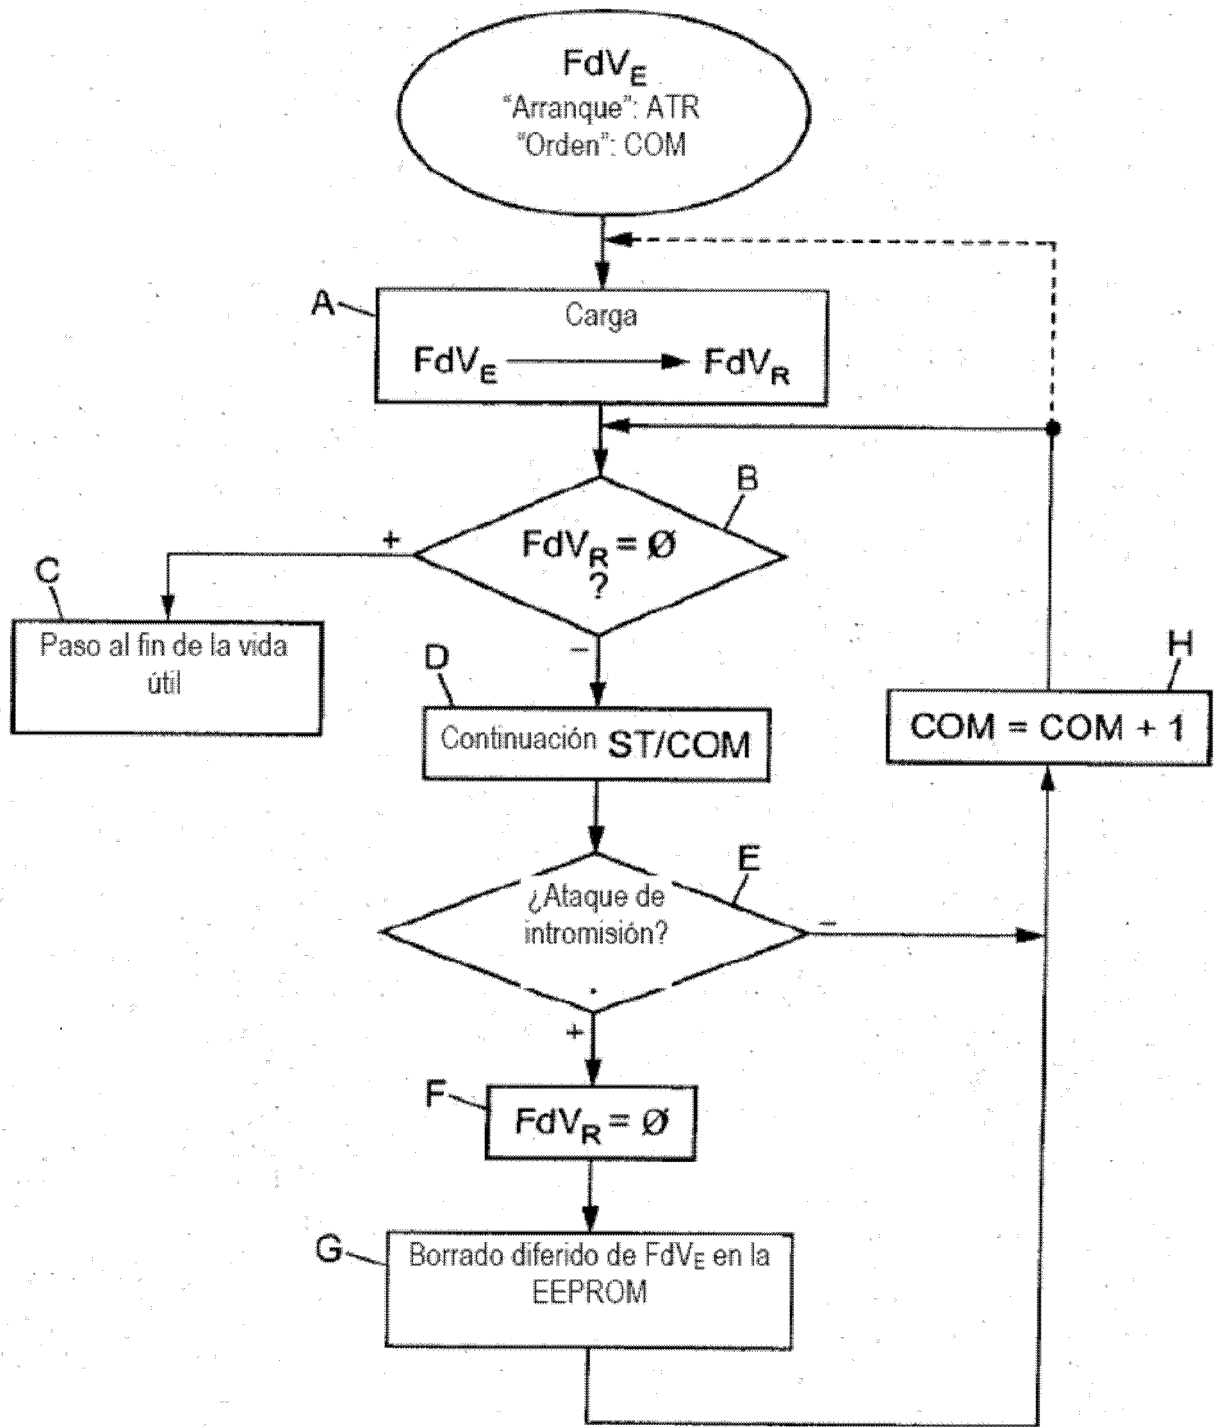 FdV_E
“Arranque”: ATR
“Orden”: COM
A
Carga
FdV_E → FdV_R
B
+
FdV_R = Ø
?
C
Paso al fin de la vida
útil
−
D
Continuación ST/COM
H
COM = COM + 1
E
¿Ataque de
intromisión?
−
+
F
FdV_R = Ø
G
Borrado diferido de FdV_E en la
EEPROM